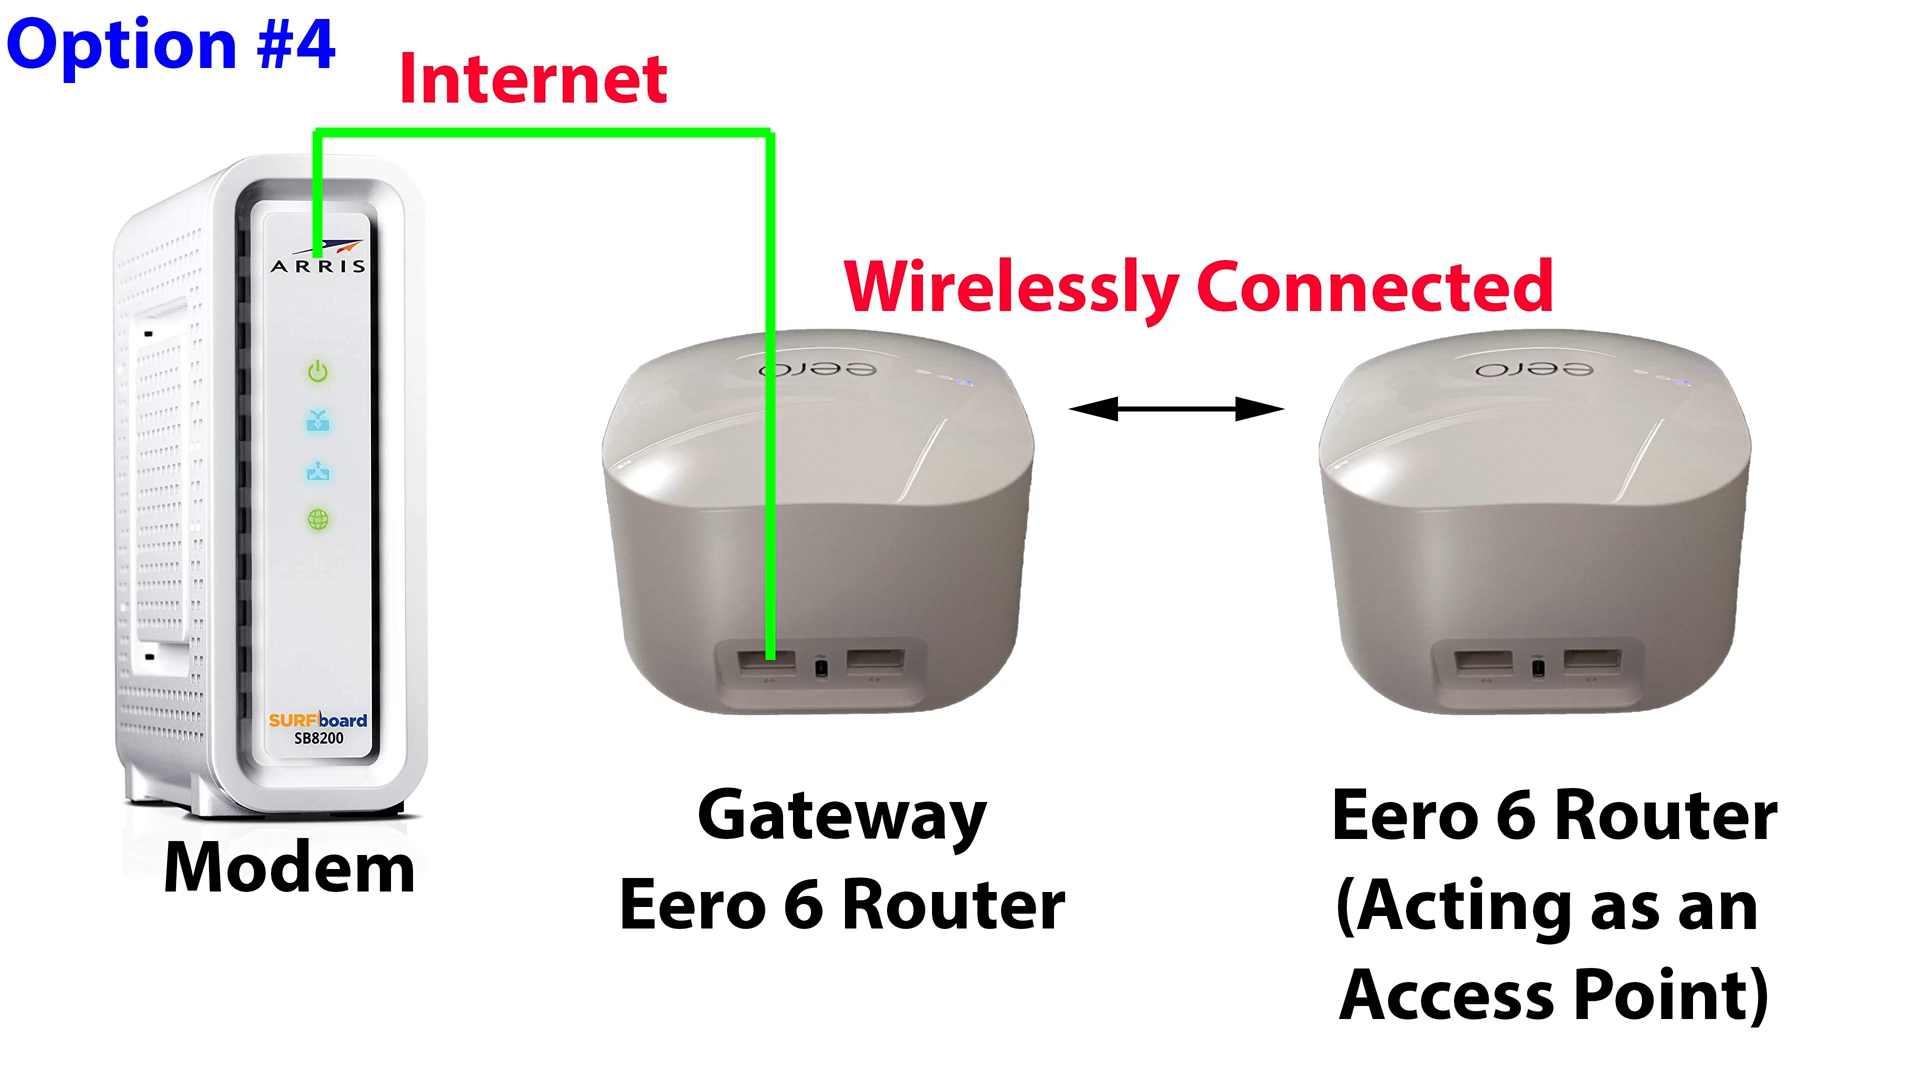 Option #4
Internet
Wirelessly Connected
ARRIS
eero
eero
SURFboard
SB8200
Modem
Gateway
Eero 6 Router
Eero 6 Router
(Acting as an
Access Point)